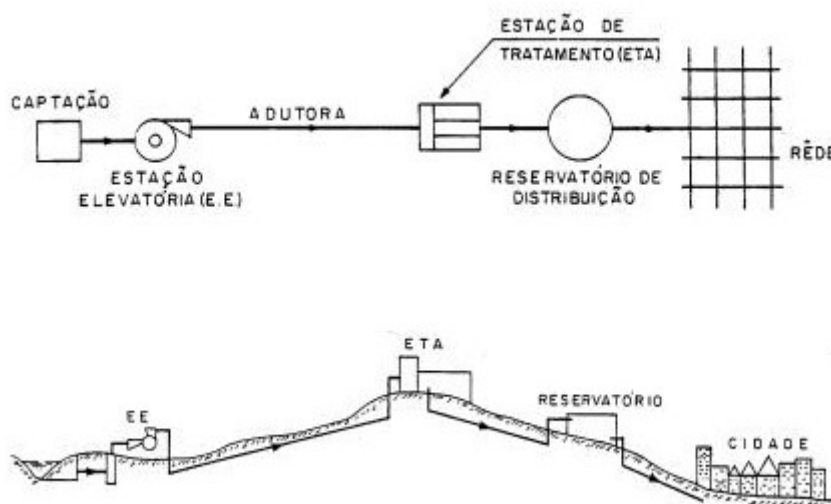 ESTAÇÃO DE
TRATAMENTO(ETA)
CAPTAÇÃO
ADUTORA
ESTAÇÃO
ELEVATÓRIA(E.E.)
RESERVATÓRIO DE
DISTRIBUIÇÃO
RÊDE
ETA
EE
RESERVATÓRIO
CIDADE